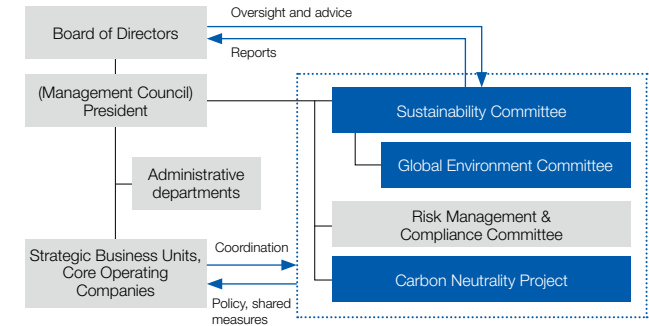 Oversight and advice
Board of Directors
Reports
(Management Council)
President
Sustainability Committee
Global Environment Committee
Administrative
departments
Risk Management &
Compliance Committee
Strategic Business Units,
Core Operating
Companies
Coordination
Carbon Neutrality Project
Policy, shared
measures